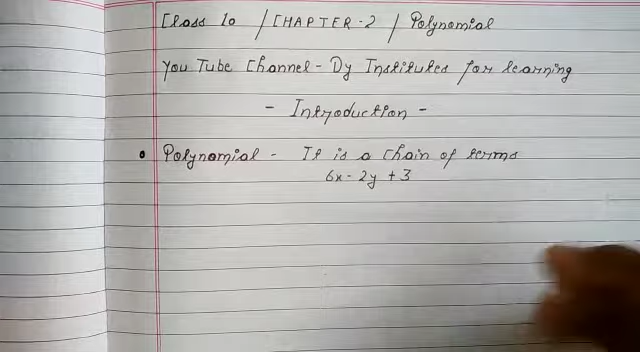 Class 10 / CHAPTER-2 / Polynomial
You Tube Channel - Dy Institutes for learning
- Introduction -
• Polynomial - It is a Chain of terms
6x - 2y + 3